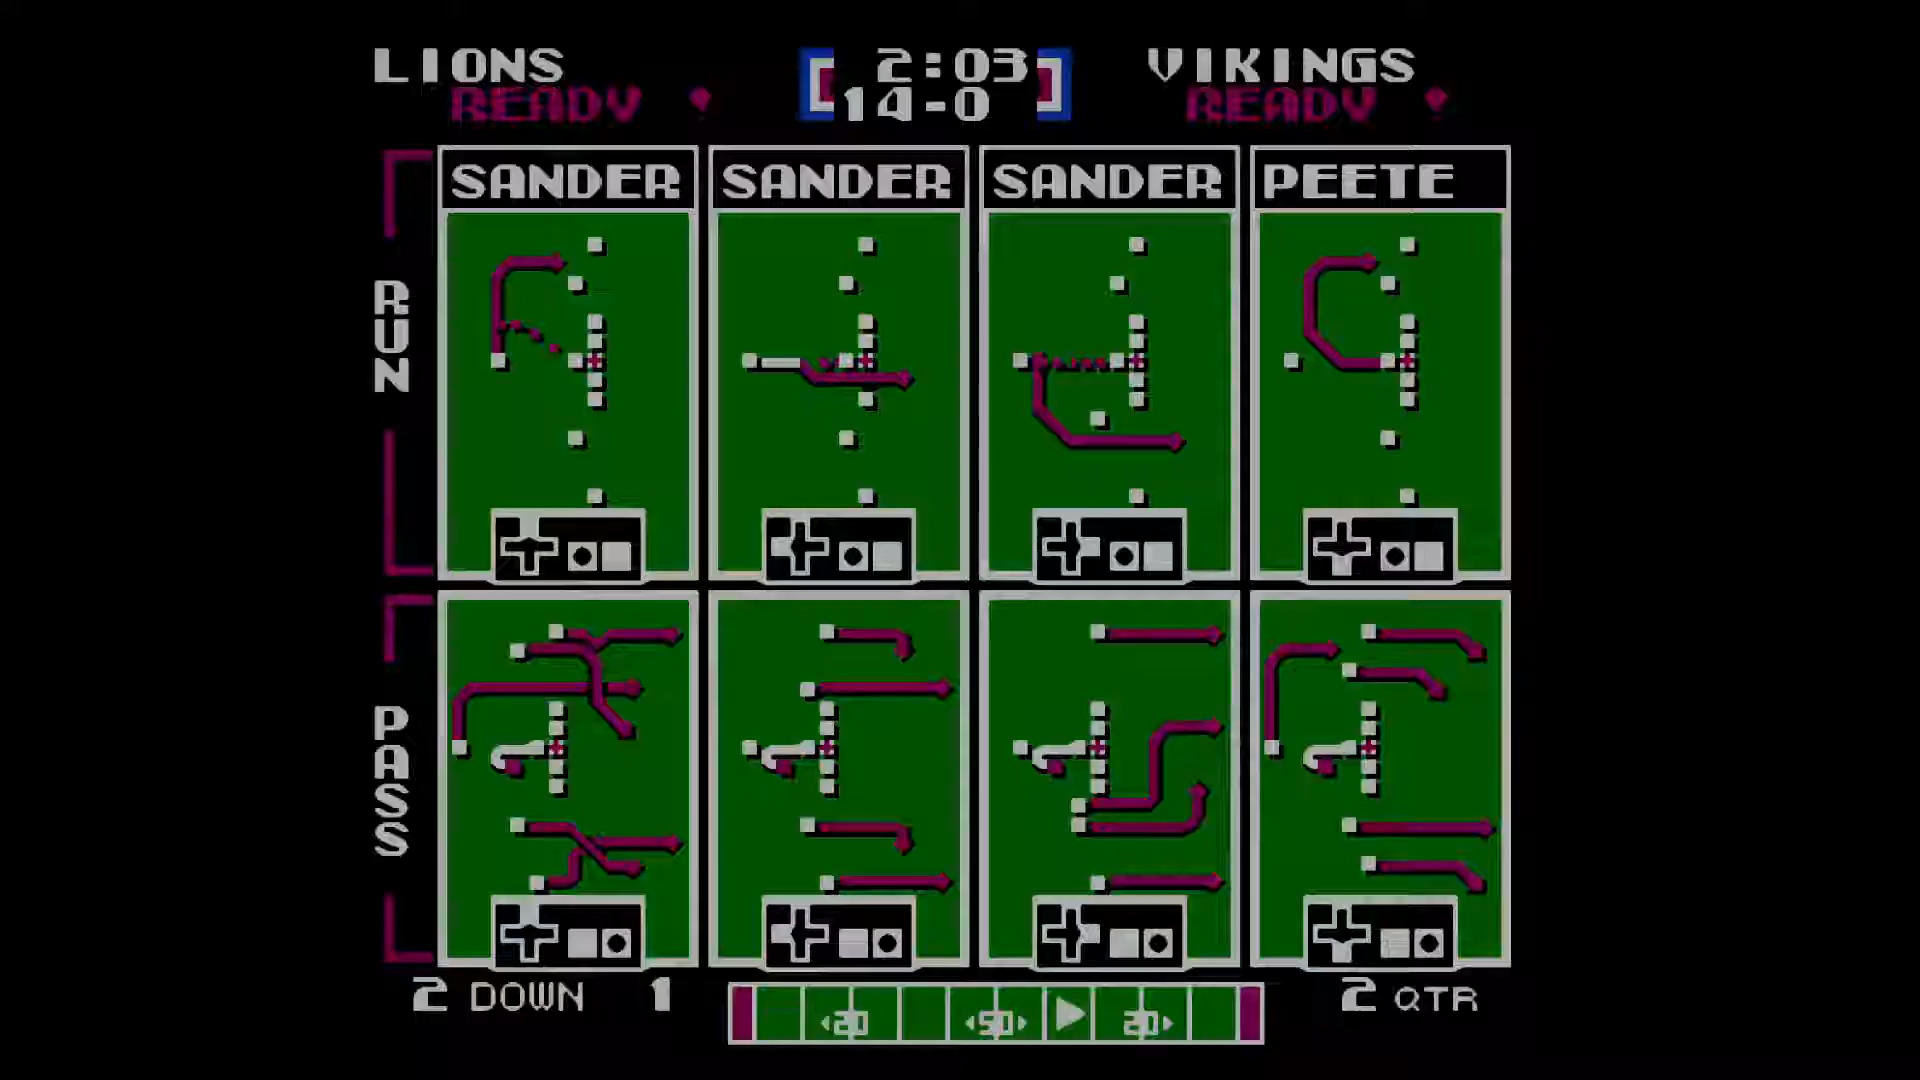 LIONS 2:03 VIKINGS
READY 14-0 READY
SANDER SANDER SANDER PEETE
RUN
PASS
2 DOWN 1 2 QTR
20 50 20